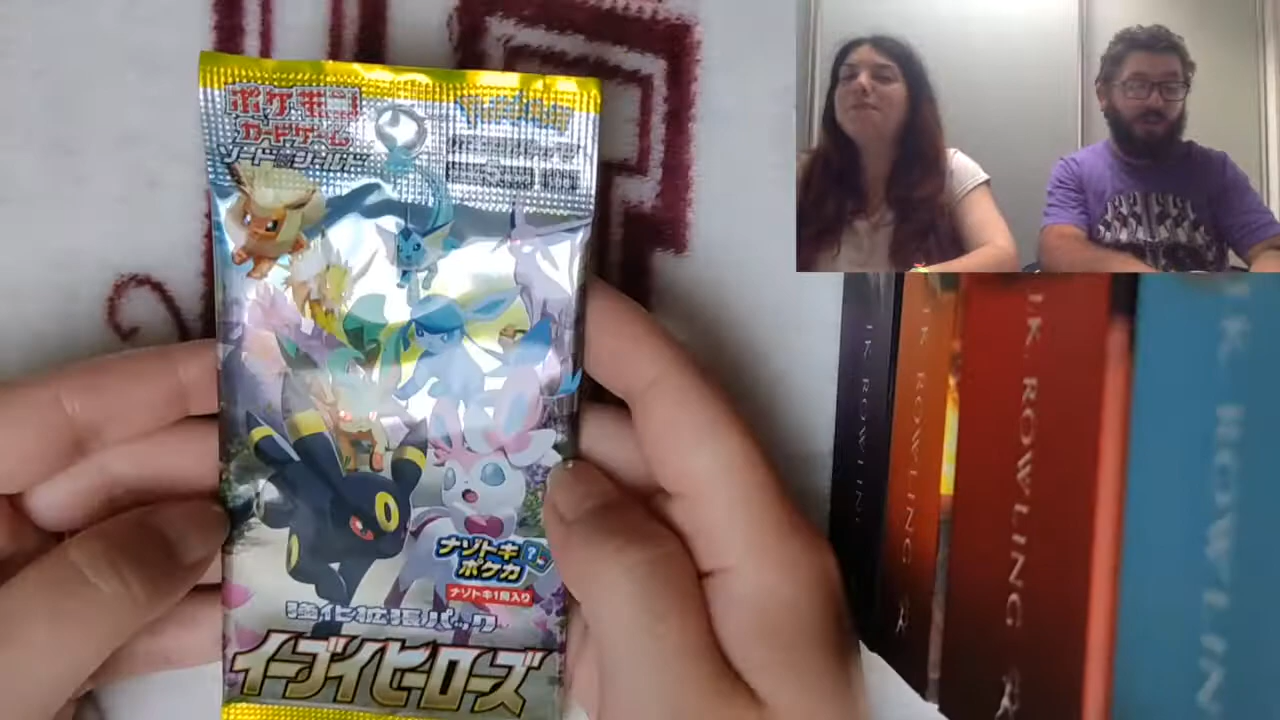 ポケモン
カードゲーム
ソード&シールド
ナゾトキ
ポケカ
ナゾトキ1問入り
強化拡張パック
イーブイヒーローズ
J.K. ROWLING
J.K. ROWLING
J.K. ROWLING
J.K. ROWLING